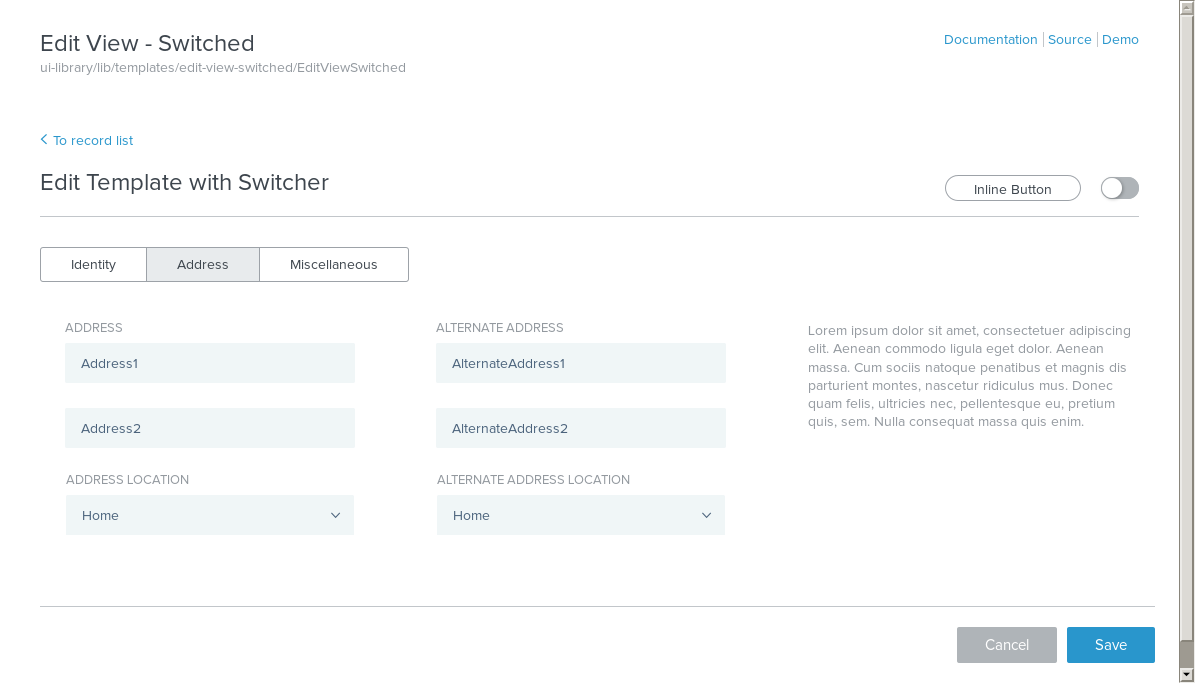 Edit View - Switched
Documentation
Source
Demo
ui-library/lib/templates/edit-view-switched/EditViewSwitched
To record list
Edit Template with Switcher
Inline Button
Identity
Address
Miscellaneous
ADDRESS
Address1
Address2
ADDRESS LOCATION
Home
ALTERNATE ADDRESS
AlternateAddress1
AlternateAddress2
ALTERNATE ADDRESS LOCATION
Home
Lorem ipsum dolor sit amet, consectetuer adipiscing
elit. Aenean commodo ligula eget dolor. Aenean
massa. Cum sociis natoque penatibus et magnis dis
parturient montes, nascetur ridiculus mus. Donec
quam felis, ultricies nec, pellentesque eu, pretium
quis, sem. Nulla consequat massa quis enim.
Cancel
Save